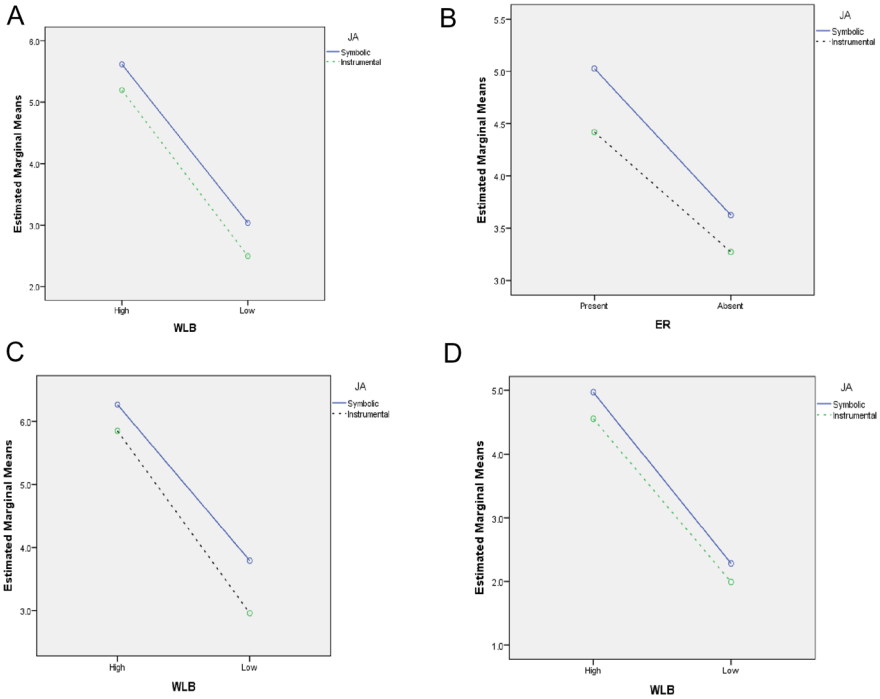 A
JA
Symbolic
Instrumental
Estimated Marginal Means
6.0
5.0
4.0
3.0
2.0
High
Low
WLB
B
JA
Symbolic
Instrumental
Estimated Marginal Means
5.5
5.0
4.5
4.0
3.5
3.0
Present
Absent
ER
C
JA
Symbolic
Instrumental
Estimated Marginal Means
6.0
5.0
4.0
3.0
High
Low
WLB
D
JA
Symbolic
Instrumental
Estimated Marginal Means
5.0
4.0
3.0
2.0
1.0
High
Low
WLB